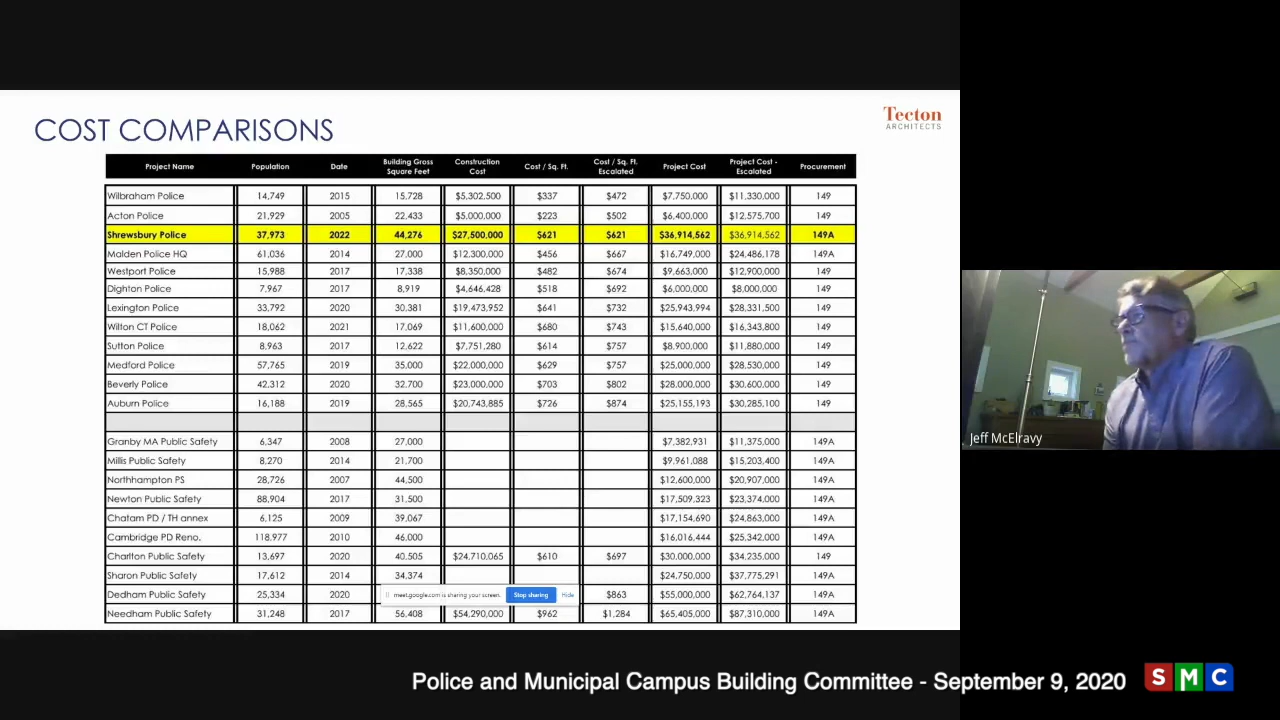 Tecton
ARCHITECTS
COST COMPARISONS
Project Name Population Date Building Gross Square Feet Construction Cost Cost / Sq. Ft. Cost / Sq. Ft. Escalated Project Cost Project Cost - Escalated Procurement
Wilbraham Police 14,749 2015 15,728 $5,302,500 $337 $472 $7,750,000 $11,330,000 149
Acton Police 21,929 2005 22,433 $5,000,000 $223 $502 $6,400,000 $12,575,700 149
Shrewsbury Police 37,973 2022 44,276 $27,500,000 $621 $621 $36,914,562 $36,914,562 149A
Malden Police HQ 61,036 2014 27,000 $12,300,000 $456 $667 $16,749,000 $24,486,178 149A
Westport Police 15,988 2017 17,338 $8,350,000 $482 $674 $9,663,000 $12,900,000 149
Dighton Police 7,967 2017 8,919 $4,646,428 $518 $692 $6,000,000 $8,000,000 149
Lexington Police 33,792 2020 30,381 $19,473,952 $641 $732 $25,943,994 $28,331,500 149
Wilton CT Police 18,062 2021 17,069 $11,600,000 $680 $743 $15,640,000 $16,343,800 149
Sutton Police 8,963 2017 12,622 $7,751,280 $614 $757 $8,900,000 $11,880,000 149
Medford Police 57,765 2019 35,000 $22,000,000 $629 $757 $25,000,000 $28,530,000 149
Beverly Police 42,312 2020 32,700 $23,000,000 $703 $802 $28,000,000 $30,600,000 149
Auburn Police 16,188 2019 28,565 $20,743,885 $726 $874 $25,155,193 $30,285,100 149
Granby MA Public Safety 6,347 2008 27,000 $7,382,931 $11,375,000 149A
Millis Public Safety 8,270 2014 21,700 $9,961,088 $15,203,400 149A
Northhampton PS 28,726 2007 44,500 $12,600,000 $20,907,000 149A
Newton Public Safety 88,904 2017 31,500 $17,509,323 $23,374,000 149A
Chatam PD / TH annex 6,125 2009 39,067 $17,154,690 $24,863,000 149A
Cambridge PD Reno. 118,977 2010 46,000 $16,016,444 $25,342,000 149A
Charlton Public Safety 13,697 2020 40,505 $24,710,065 $610 $697 $30,000,000 $34,235,000 149
Sharon Public Safety 17,612 2014 34,374 $24,750,000 $37,775,291 149A
Dedham Public Safety 25,334 2020 $863 $55,000,000 $62,764,137 149A
meet.google.com is sharing your screen. Stop sharing Hide
Needham Public Safety 31,248 2017 56,408 $54,290,000 $962 $1,284 $65,405,000 $87,310,000 149A
Jeff McElravy
Police and Municipal Campus Building Committee - September 9, 2020
SMC